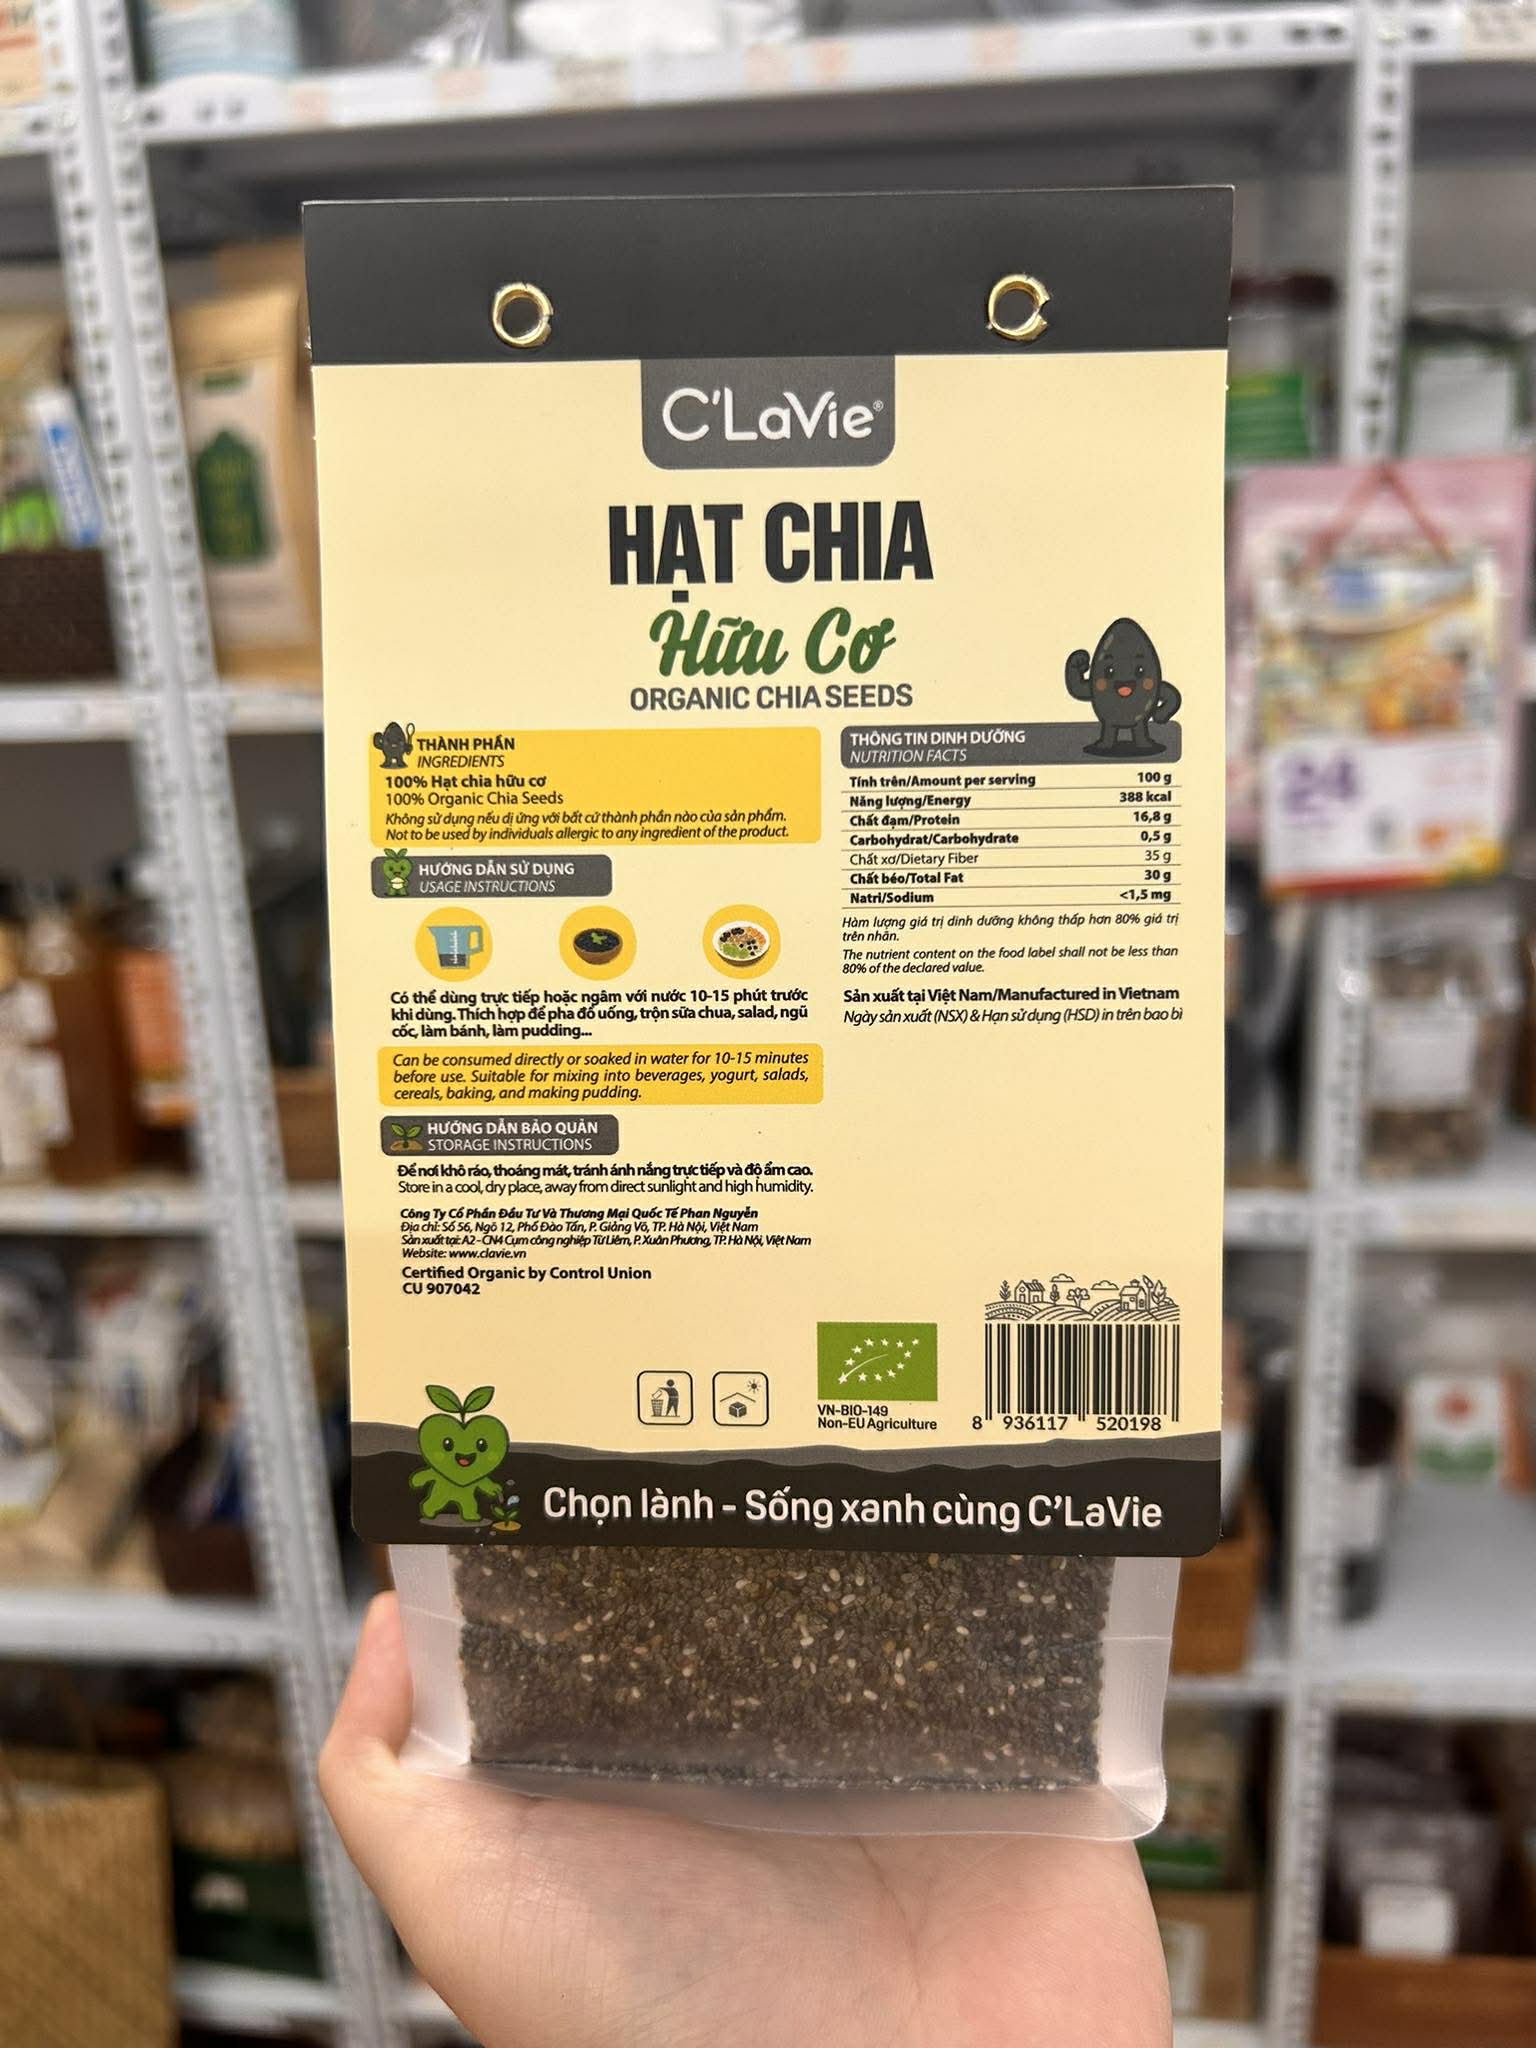 C'LaVie®
HẠT CHIA
Hữu Cơ
ORGANIC CHIA SEEDS
THÀNH PHẦN
INGREDIENTS
100% Hạt chia hữu cơ
100% Organic Chia Seeds
Không sử dụng nếu dị ứng với bất cứ thành phần nào của sản phẩm.
Not to be used by individuals allergic to any ingredient of the product.
HƯỚNG DẪN SỬ DỤNG
USAGE INSTRUCTIONS
Có thể dùng trực tiếp hoặc ngâm với nước 10-15 phút trước
khi dùng. Thích hợp để pha đồ uống, trộn sữa chua, salad, ngũ
cốc, làm bánh, làm pudding...
Can be consumed directly or soaked in water for 10-15 minutes
before use. Suitable for mixing into beverages, yogurt, salads,
cereals, baking, and making pudding.
HƯỚNG DẪN BẢO QUẢN
STORAGE INSTRUCTIONS
Để nơi khô ráo, thoáng mát, tránh ánh nắng trực tiếp và độ ẩm cao.
Store in a cool, dry place, away from direct sunlight and high humidity.
Công Ty Cổ Phần Đầu Tư Và Thương Mại Quốc Tế Phan Nguyễn
Địa chỉ: Số 56, Ngõ 12, Phố Đào Tấn, P. Giảng Võ, TP. Hà Nội, Việt Nam
Sản xuất tại: A2 - CN4 Cụm công nghiệp Từ Liêm, P. Xuân Phương, TP. Hà Nội, Việt Nam
Website: www.clavie.vn
Certified Organic by Control Union
CU 907042
THÔNG TIN DINH DƯỠNG
NUTRITION FACTS
Tính trên/Amount per serving 100 g
Năng lượng/Energy 388 kcal
Chất đạm/Protein 16,8 g
Carbohydrat/Carbohydrate 0,5 g
Chất xơ/Dietary Fiber 35 g
Chất béo/Total Fat 30 g
Natri/Sodium <1,5 mg
Hàm lượng giá trị dinh dưỡng không thấp hơn 80% giá trị
trên nhãn.
The nutrient content on the food label shall not be less than
80% of the declared value.
Sản xuất tại Việt Nam/Manufactured in Vietnam
Ngày sản xuất (NSX) & Hạn sử dụng (HSD) in trên bao bì
VN-BIO-149
Non-EU Agriculture
8 936117 520198
Chọn lành - Sống xanh cùng C'LaVie
24